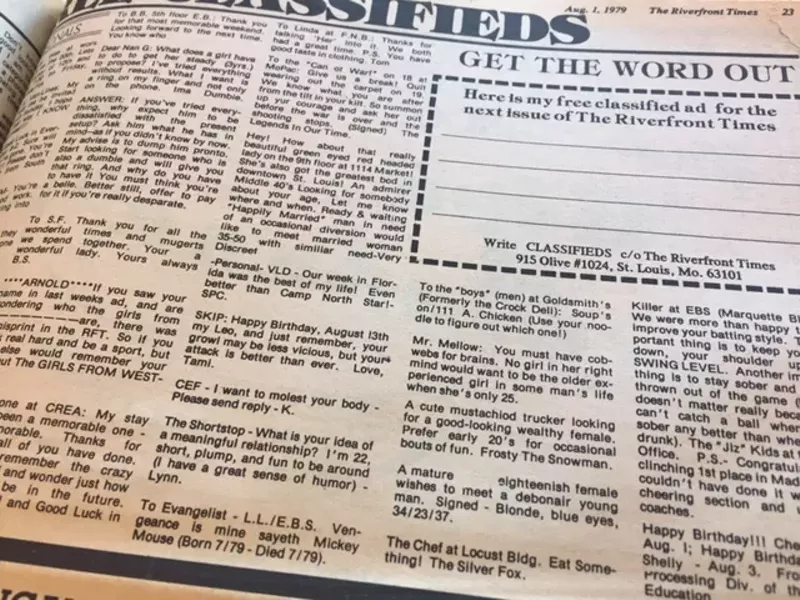 CLASSIFIEDS
Aug. 1, 1979 The Riverfront Times 23
To B.B. 5th floor E.B.: Thank you
for that most memorable weekend.
Looking forward to the next time.
You know who
Dear Nan G: What does a girl have
to do to get her steady (9yrs.)
to propose? I've tried everything
without results. What I want is a
ring on my finger and not only
on the phone. Ima Dumbie.
ANSWER: If you've tried every-
thing, why expect him to be
dissatisfied with the present
setup? Ask him what he has in
mind—as if you didn't know by now.
My advise is to dump him pronto.
Start looking for someone who is
also a dumbie and will give you
that ring. And why do you have
to have it You must think you're
a belle. Better still, offer to pay
for it if you're really desperate.
To S.F. Thank you for all the
wonderful times and mugerts
we spend together. Your a
wonderful lady. Yours always
B.S.
****ARNOLD****If you saw your
name in last weeks ad, and are
wondering who the girls from
are, there was
misprint in the RFT. So if you
real hard and be a sport, but
else would remember your
but The GIRLS FROM WEST-
one at CREA: My stay
been a memorable one -
Thanks for
all of you have done.
remember the crazy
and wonder just how
be in the future.
and Good Luck in
To Linda at F.N.B.: Thanks for
talking "Her" into it. We both
had a great time. P.S. You have
good taste in clothing. Tom
To the "Can of Wart" on 18 at
MoPac: Give us a break! Quit
wearing out the carpet on 19.
We know what you are after
from the tilt in your kilt. So summon
up your courage and ask her out
before the war is over and the
shooting stops. (Signed) The
Legends In Our Time.
Hey! How about that really
beautiful green eyed red headed
lady on the 9th floor at 1114 Market!
She's also got the greatest bod in
downtown St. Louis! An admirer
Middle 40's Looking for somebody
about your age, Let me know
where and when. Ready & waiting
"Happily Married" man in need
of an occasional diversion would
like to meet married woman
35-50 with similiar need-Very
Discreet
-Personal- VLD - Our week in Flor-
ida was the best of my life! Even
better than Camp North Star!-
SPC.
SKIP: Happy Birthday, August 13th
my Leo, and just remember, your
growl may be less vicious, but your
attack is better than ever. Love,
Tami.
CEF - I want to molest your body -
Please send reply - K.
The Shortstop - What is your idea of
a meaningful relationship? I'm 22,
short, plump, and fun to be around
(I have a great sense of humor) -
Lynn.
To Evangelist - L.L./E.B.S. Ven-
geance is mine sayeth Mickey
Mouse (Born 7/79 - Died 7/79).
GET THE WORD OUT
Here is my free classified ad for the
next issue of The Riverfront Times
Write CLASSIFIEDS c/o The Riverfront Times
915 Olive #1024, St. Louis, Mo. 63101
To the "boys" (men) at Goldsmith's
(Formerly the Crock Deli): Soup's
on/111 A. Chicken (Use your noo-
dle to figure out which one!)
Mr. Mellow: You must have cob-
webs for brains. No girl in her right
mind would want to be the older ex-
perienced girl in some man's life
when she's only 25.
A cute mustachiod trucker looking
for a good-looking wealthy female.
Prefer early 20's for occasional
bouts of fun. Frosty The Snowman.
A mature eighteenish female
wishes to meet a debonair young
man. Signed - Blonde, blue eyes,
34/23/37.
The Chef at Locust Bldg. Eat Some-
thing! The Silver Fox.
Killer at EBS (Marquette
We were more than happy
improve your batting style.
portant thing is to keep
down, your shoulder
SWING LEVEL. Another
thing is to stay sober and
thrown out of the game
doesn't matter really
can't catch a ball
sober any better than
drunk). The "Jiz" Kids at
Office. P.S.-
clinching 1st place in
couldn't have done it
cheering section and
coaches.
Happy Birthday!!!
Aug. 1; Happy
Shelly - Aug. 3.
Processing Div. of
Education